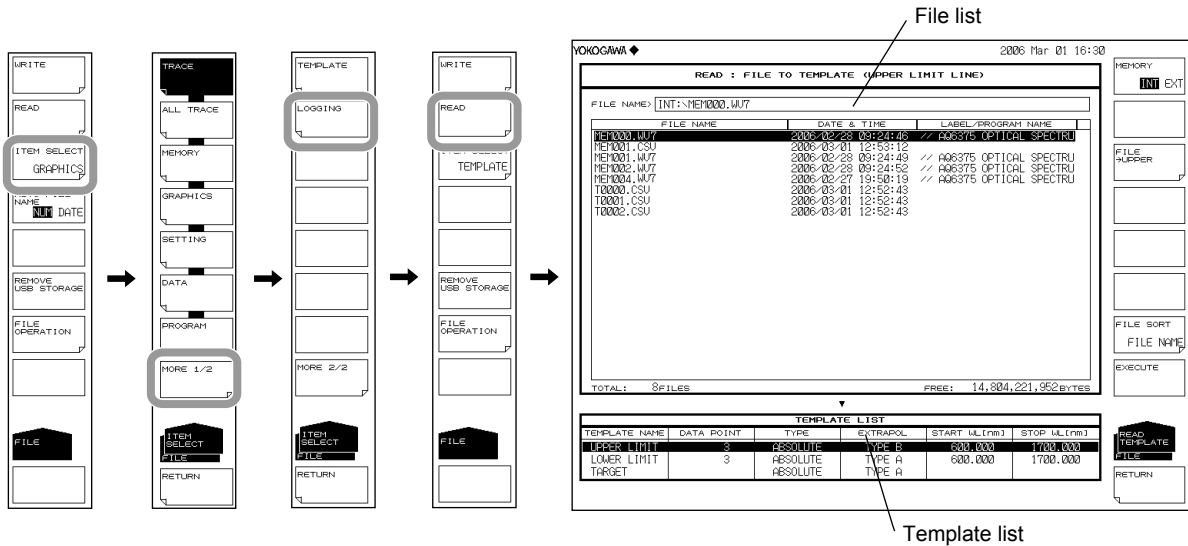 File list
WRITE
READ
ITEM SELECT
GRAPHICS
NAME
NUM DATE
REMOVE
USB STORAGE
FILE
OPERATION
FILE
TRACE
ALL TRACE
MEMORY
GRAPHICS
SETTING
DATA
PROGRAM
MORE 1/2
ITEM
SELECT
FILE
RETURN
TEMPLATE
LOGGING
MORE 2/2
ITEM
SELECT
FILE
RETURN
WRITE
READ
TEMPLATE
REMOVE
USB STORAGE
FILE
OPERATION
FILE
YOKOGAWA 2006 Mar 01 16:30
READ : FILE TO TEMPLATE (UPPER LIMIT LINE)
FILE NAME> INT:\MEM000.WV7
FILE NAME DATE & TIME LABEL/PROGRAM NAME
MEM000.WV7 2006/02/28 09:24:46 // AQ6375 OPTICAL SPECTRU
MEM001.CSV 2006/03/01 12:53:12
MEM001.WV7 2006/02/28 09:24:49 // AQ6375 OPTICAL SPECTRU
MEM002.WV7 2006/02/28 09:24:52 // AQ6375 OPTICAL SPECTRU
MEM004.WV7 2006/02/27 19:50:19 // AQ6375 OPTICAL SPECTRU
T0000.CSV 2006/03/01 12:52:43
T0001.CSV 2006/03/01 12:52:43
T0002.CSV 2006/03/01 12:52:43
TOTAL: 8FILES FREE: 14,804,221,952BYTES
TEMPLATE LIST
TEMPLATE NAME DATA POINT TYPE EXTRAPOL START WL[nm] STOP WL[nm]
UPPER LIMIT 3 ABSOLUTE TYPE B 600.000 1700.000
LOWER LIMIT 3 ABSOLUTE TYPE A 600.000 1700.000
TARGET ABSOLUTE TYPE A
MEMORY
INT EXT
FILE
→UPPER
FILE SORT
FILE NAME
EXECUTE
READ
TEMPLATE
FILE
RETURN
Template list